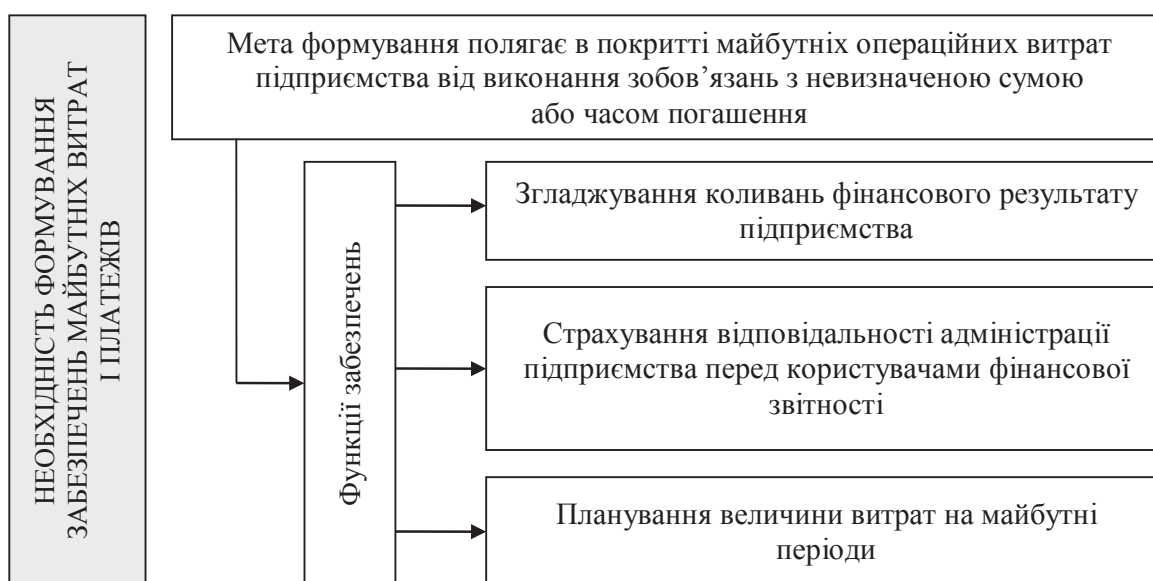 НЕОБХІДНІСТЬ ФОРМУВАННЯ
ЗАБЕЗПЕЧЕНЬ МАЙБУТНІХ ВИТРАТ
І ПЛАТЕЖІВ
Мета формування полягає в покритті майбутніх операційних витрат
підприємства від виконання зобов’язань з невизначеною сумою
або часом погашення
Функції забезпечень
Згладжування коливань фінансового результату
підприємства
Страхування відповідальності адміністрації
підприємства перед користувачами фінансової
звітності
Планування величини витрат на майбутні
періоди